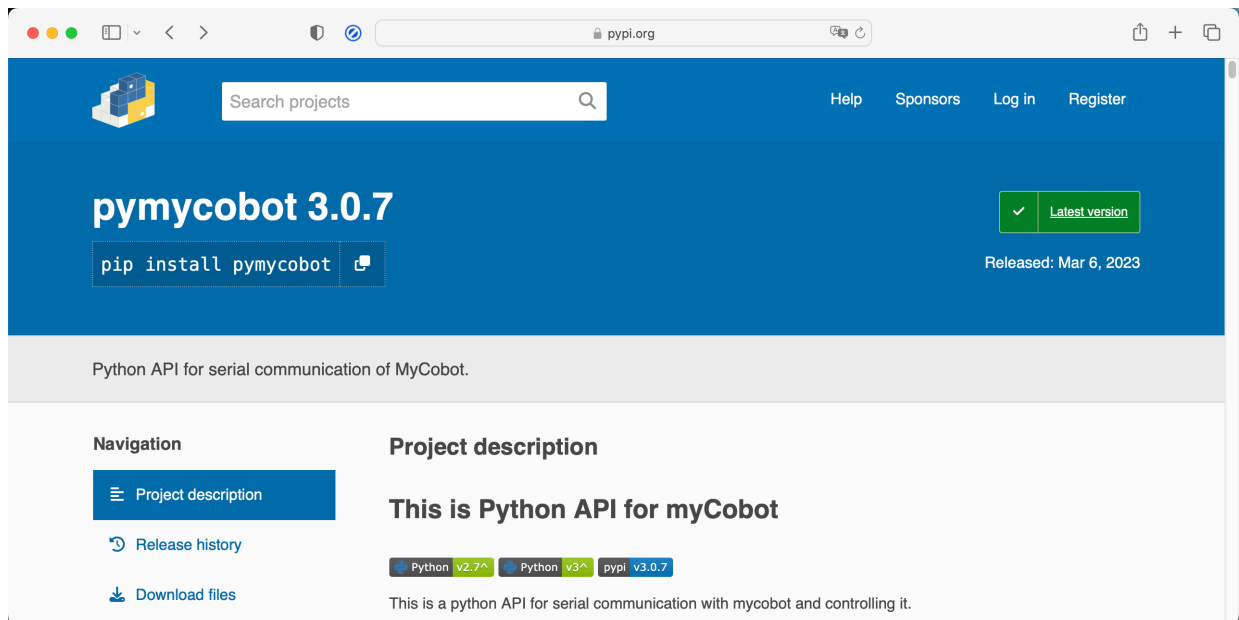 pypi.org
Search projects
Help Sponsors Log in Register
pymycobot 3.0.7
Latest version
pip install pymycobot
Released: Mar 6, 2023
Python API for serial communication of MyCobot.
Navigation
Project description
Release history
Download files
Project description
This is Python API for myCobot
Python v2.7^ Python v3^ pypi v3.0.7
This is a python API for serial communication with mycobot and controlling it.